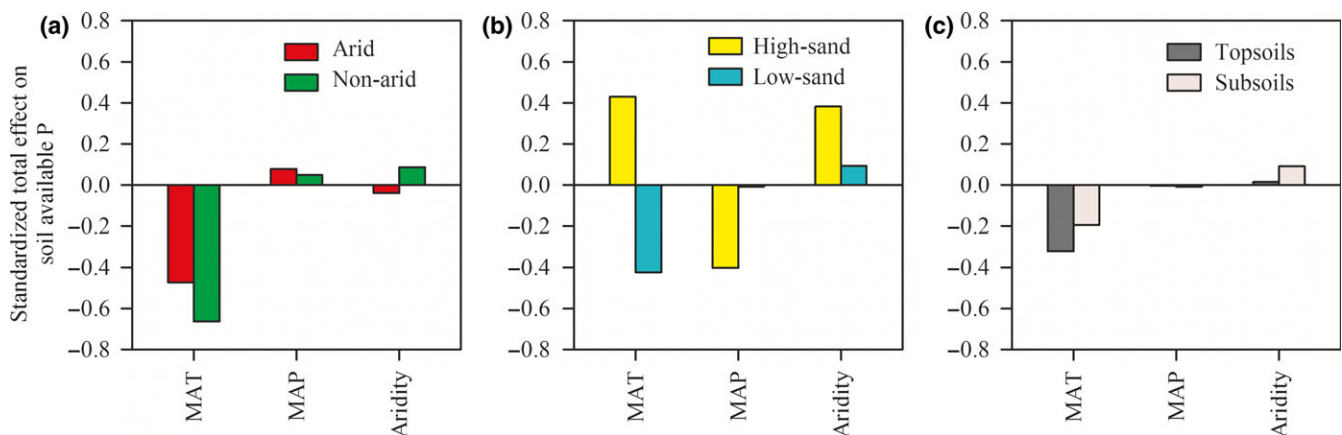 Standardized total effect on
soil available P
(a)
0.8
0.6
0.4
0.2
0.0
−0.2
−0.4
−0.6
−0.8
Arid
Non-arid
MAT
MAP
Aridity
(b)
0.8
0.6
0.4
0.2
0.0
−0.2
−0.4
−0.6
−0.8
High-sand
Low-sand
MAT
MAP
Aridity
(c)
0.8
0.6
0.4
0.2
0.0
−0.2
−0.4
−0.6
−0.8
Topsoils
Subsoils
MAT
MAP
Aridity